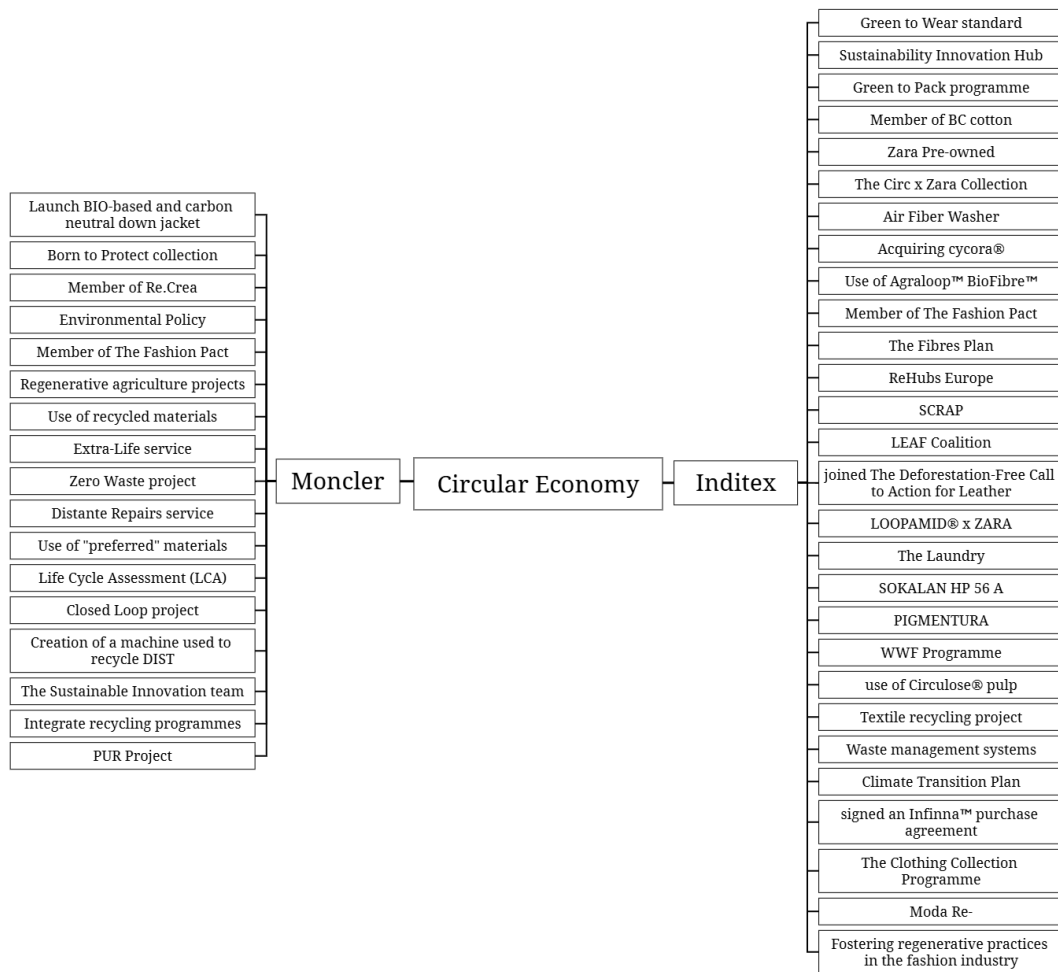 Launch BIO-based and carbon
neutral down jacket
Born to Protect collection
Member of Re.Crea
Environmental Policy
Member of The Fashion Pact
Regenerative agriculture projects
Use of recycled materials
Extra-Life service
Zero Waste project
Distante Repairs service
Use of "preferred" materials
Life Cycle Assessment (LCA)
Closed Loop project
Creation of a machine used to
recycle DIST
The Sustainable Innovation team
Integrate recycling programmes
PUR Project
Moncler
Circular Economy
Inditex
Green to Wear standard
Sustainability Innovation Hub
Green to Pack programme
Member of BC cotton
Zara Pre-owned
The Circ x Zara Collection
Air Fiber Washer
Acquiring cycora®
Use of Agraloop™ BioFibre™
Member of The Fashion Pact
The Fibres Plan
ReHubs Europe
SCRAP
LEAF Coalition
joined The Deforestation-Free Call
to Action for Leather
LOOPAMID® x ZARA
The Laundry
SOKALAN HP 56 A
PIGMENTURA
WWF Programme
use of Circulose® pulp
Textile recycling project
Waste management systems
Climate Transition Plan
signed an Infinna™ purchase
agreement
The Clothing Collection
Programme
Moda Re-
Fostering regenerative practices
in the fashion industry